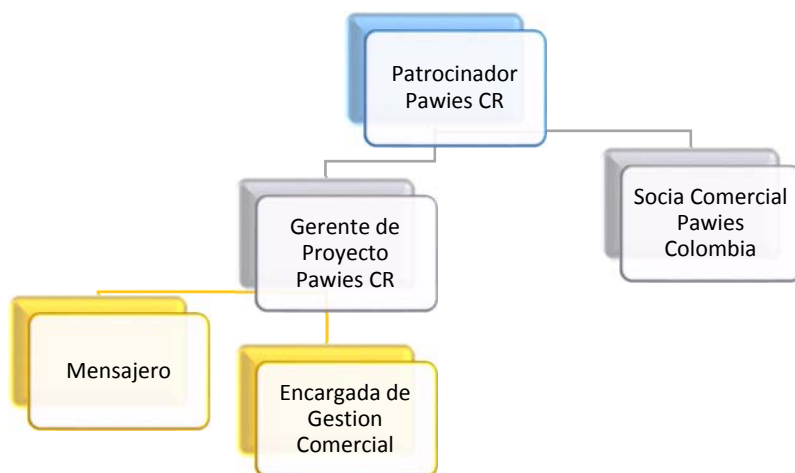 Patrocinador
Pawies CR
Socia Comercial
Pawies
Colombia
Gerente de
Proyecto
Pawies CR
Mensajero
Encargada de
Gestion
Comercial